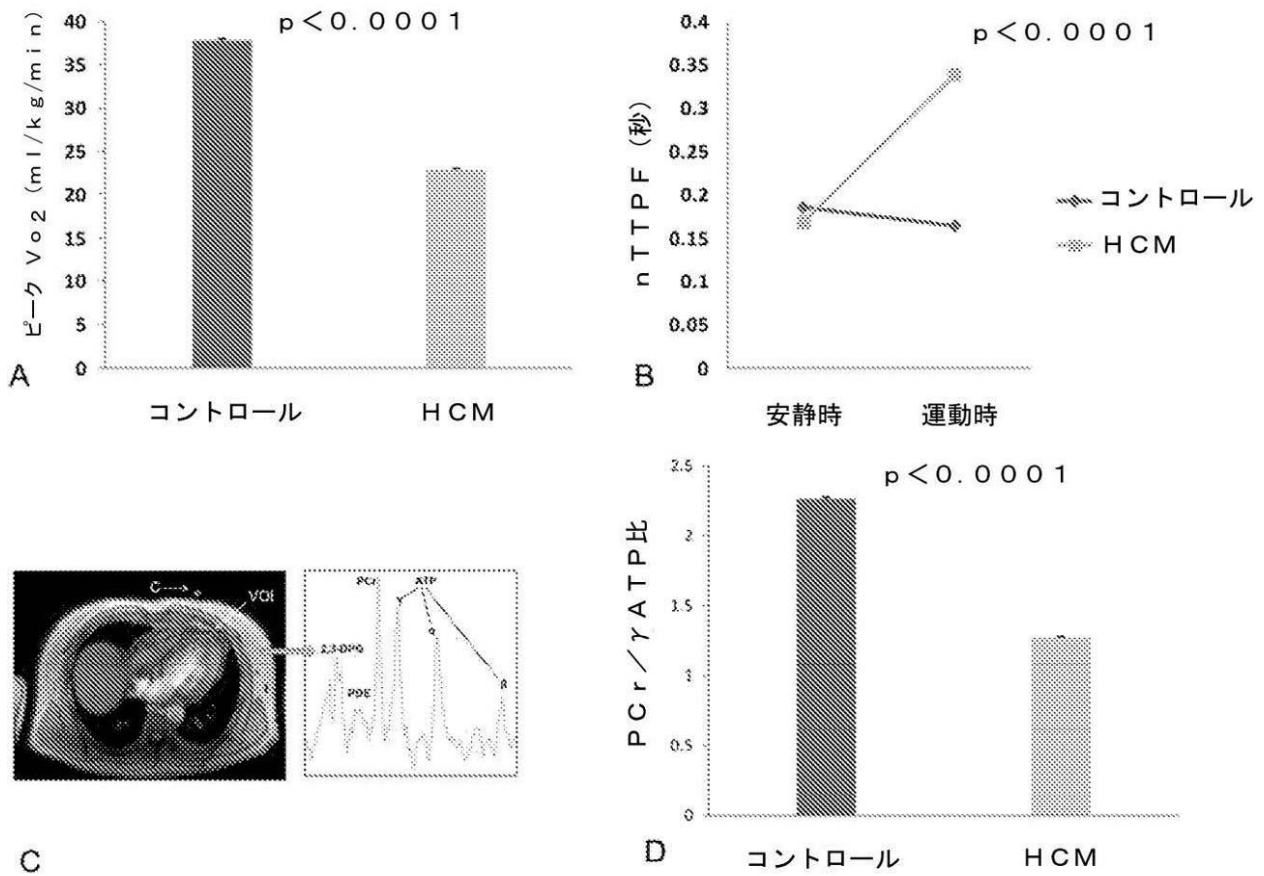 p＜0.0001
ピーク Vo₂ (ml/kg/min)
40
35
30
25
20
15
10
5
0
A
コントロール
HCM
p＜0.0001
nTTPF (秒)
0.4
0.35
0.3
0.25
0.2
0.15
0.1
0.05
0
B
安静時
運動時
コントロール
HCM
C
VOI
2,3-DPG
PDE
PCr
γ
ATP
α
β
C
p＜0.0001
PCr／γATP比
2.5
2
1.5
1
0.5
0
D
コントロール
HCM